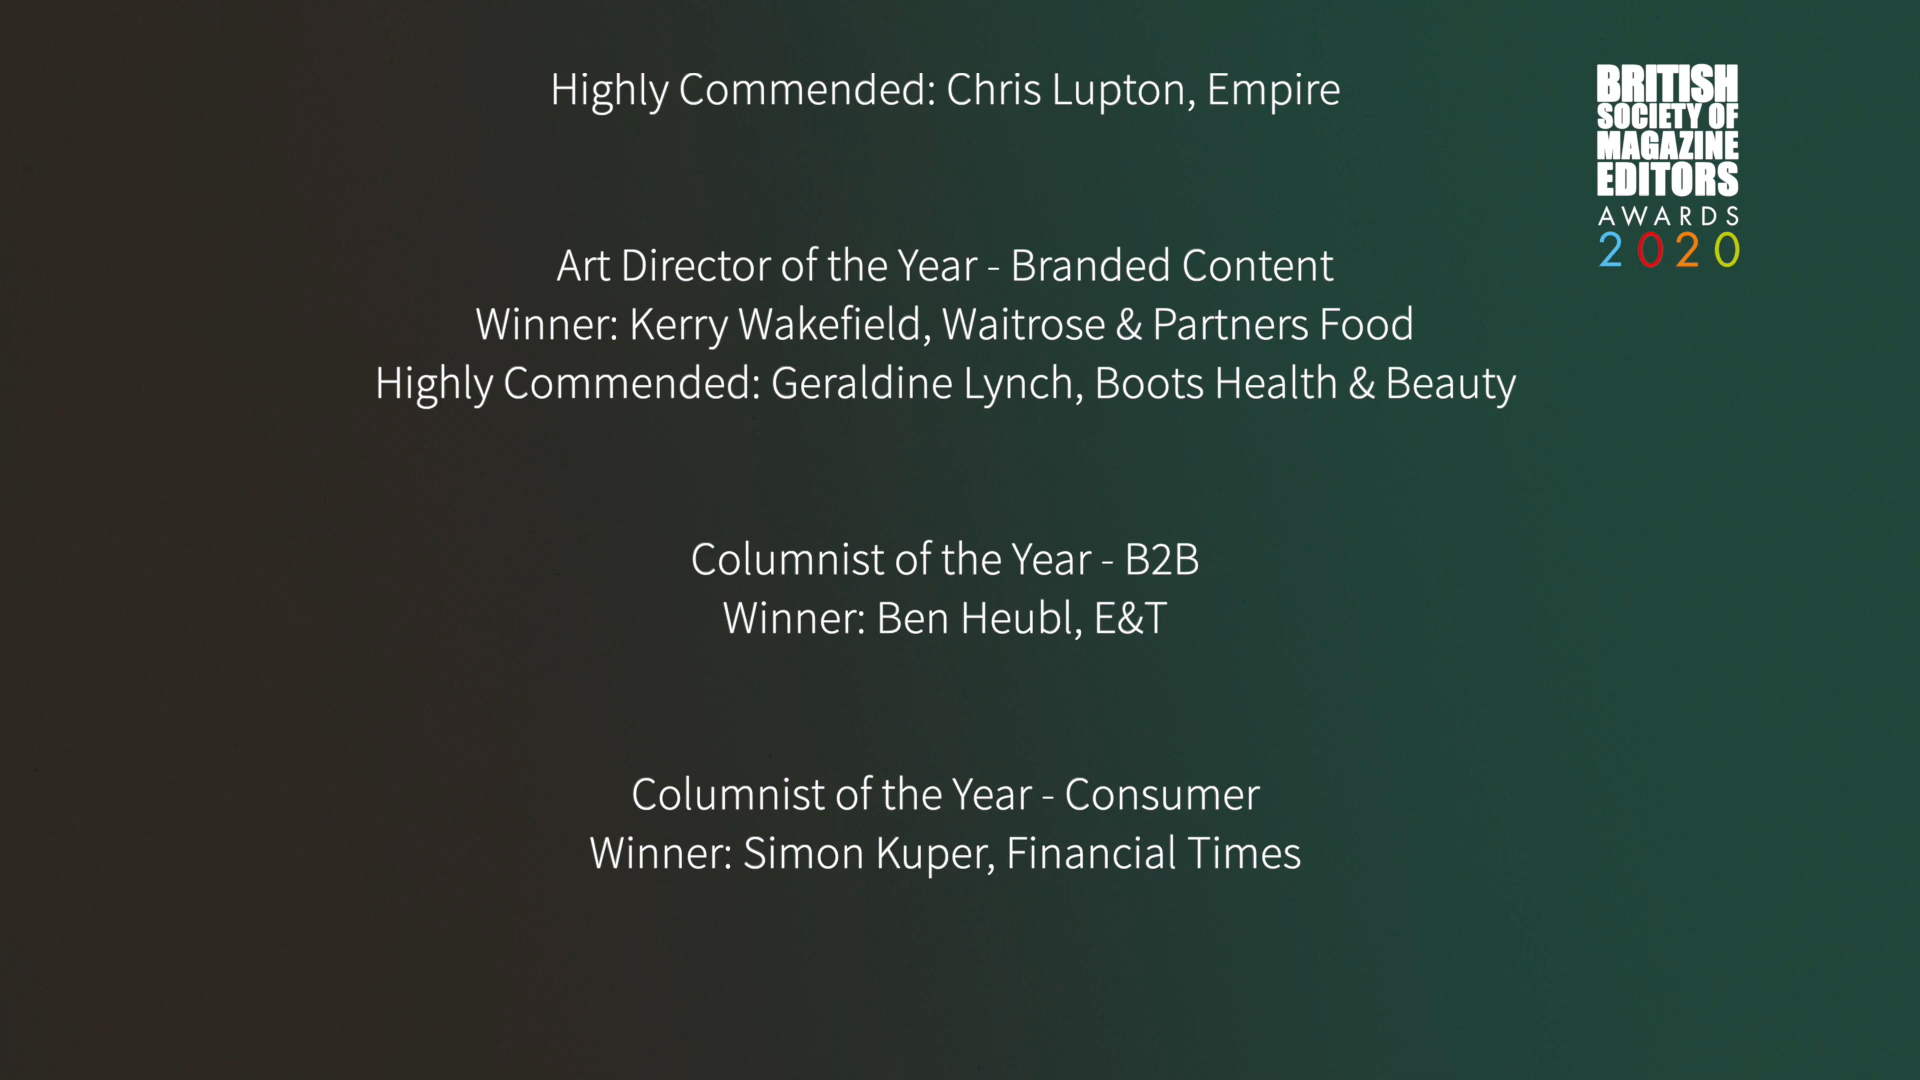 Highly Commended: Chris Lupton, Empire
BRITISH
SOCIETY OF
MAGAZINE
EDITORS
AWARDS
2020
Art Director of the Year - Branded Content
Winner: Kerry Wakefield, Waitrose & Partners Food
Highly Commended: Geraldine Lynch, Boots Health & Beauty
Columnist of the Year - B2B
Winner: Ben Heubl, E&T
Columnist of the Year - Consumer
Winner: Simon Kuper, Financial Times